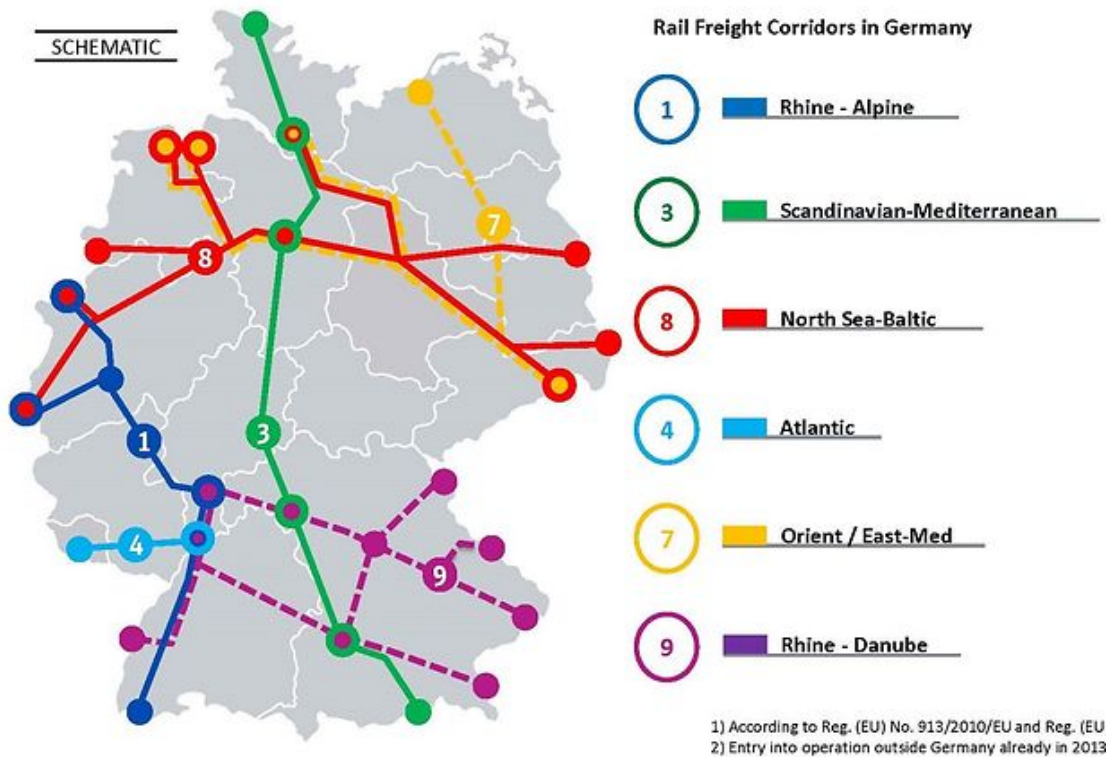 SCHEMATIC
Rail Freight Corridors in Germany
1 Rhine - Alpine
3 Scandinavian-Mediterranean
8 North Sea-Baltic
4 Atlantic
7 Orient / East-Med
9 Rhine - Danube
7
8
3
1
4
9
1) According to Reg. (EU) No. 913/2010/EU and Reg. (EU
2) Entry into operation outside Germany already in 2013